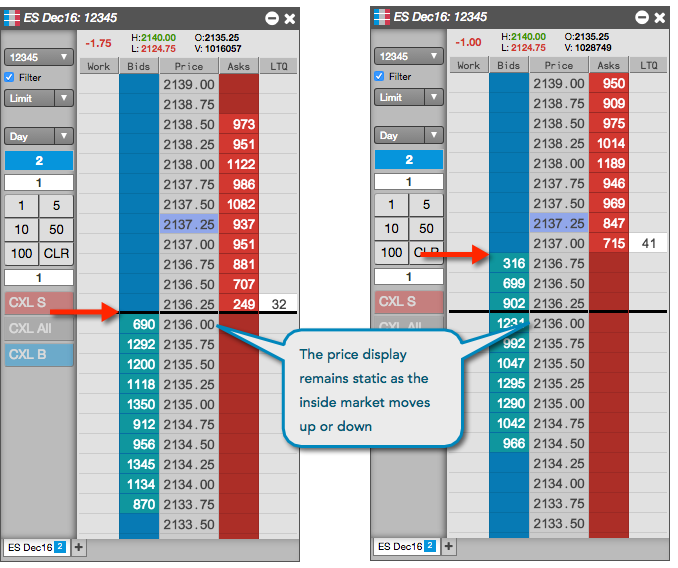 ES Dec16: 12345
-1.75 H:2140.00 O:2135.25
L: 2124.75 V: 1016057
12345
Filter
Limit
Day
2
1
1 5
10 50
100 CLR
1
CXL S
CXL All
CXL B
Work Bids Price Asks LTQ
2139.00
2138.75
2138.50 973
2138.25 951
2138.00 1122
2137.75 986
2137.50 1082
2137.25 937
2137.00 951
2136.75 881
2136.50 707
2136.25 249 32
690 2136.00
1292 2135.75
1200 2135.50
1118 2135.25
1350 2135.00
912 2134.75
956 2134.50
1345 2134.25
1134 2134.00
870 2133.75
2133.50
ES Dec16 2 +
The price display
remains static as the
inside market moves
up or down
ES Dec16: 12345
-1.00 H:2140.00 O:2135.25
L: 2124.75 V: 1028749
12345
Filter
Limit
Day
2
1
1 5
10 50
100 CLR
1
CXL S
CXL All
Work Bids Price Asks LTQ
2139.00 950
2138.75 909
2138.50 975
2138.25 1014
2138.00 1189
2137.75 946
2137.50 969
2137.25 847
2137.00 715 41
316 2136.75
699 2136.50
902 2136.25
2136.00
992 2135.75
1047 2135.50
1295 2135.25
1290 2135.00
1042 2134.75
966 2134.50
2134.25
2134.00
2133.75
2133.50
ES Dec16 2 +